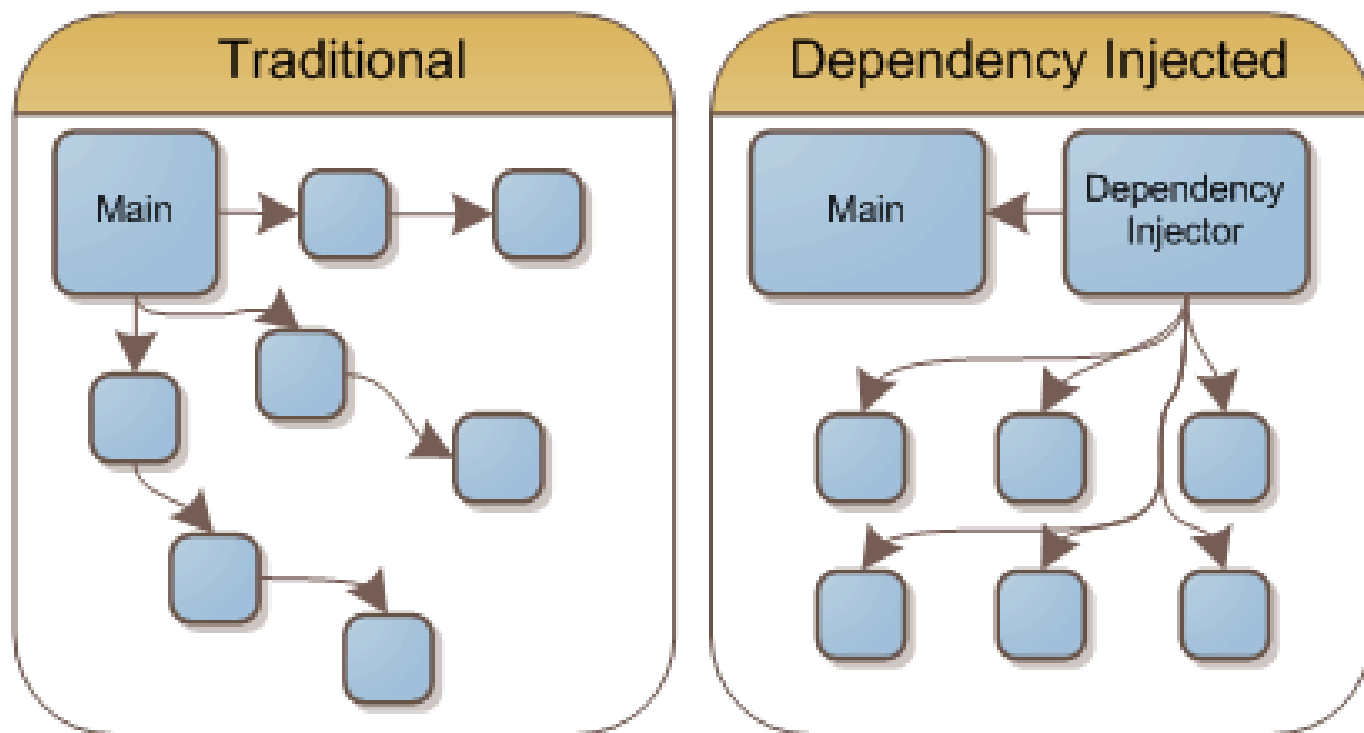 Traditional
Main
Dependency Injected
Main
Dependency
Injector